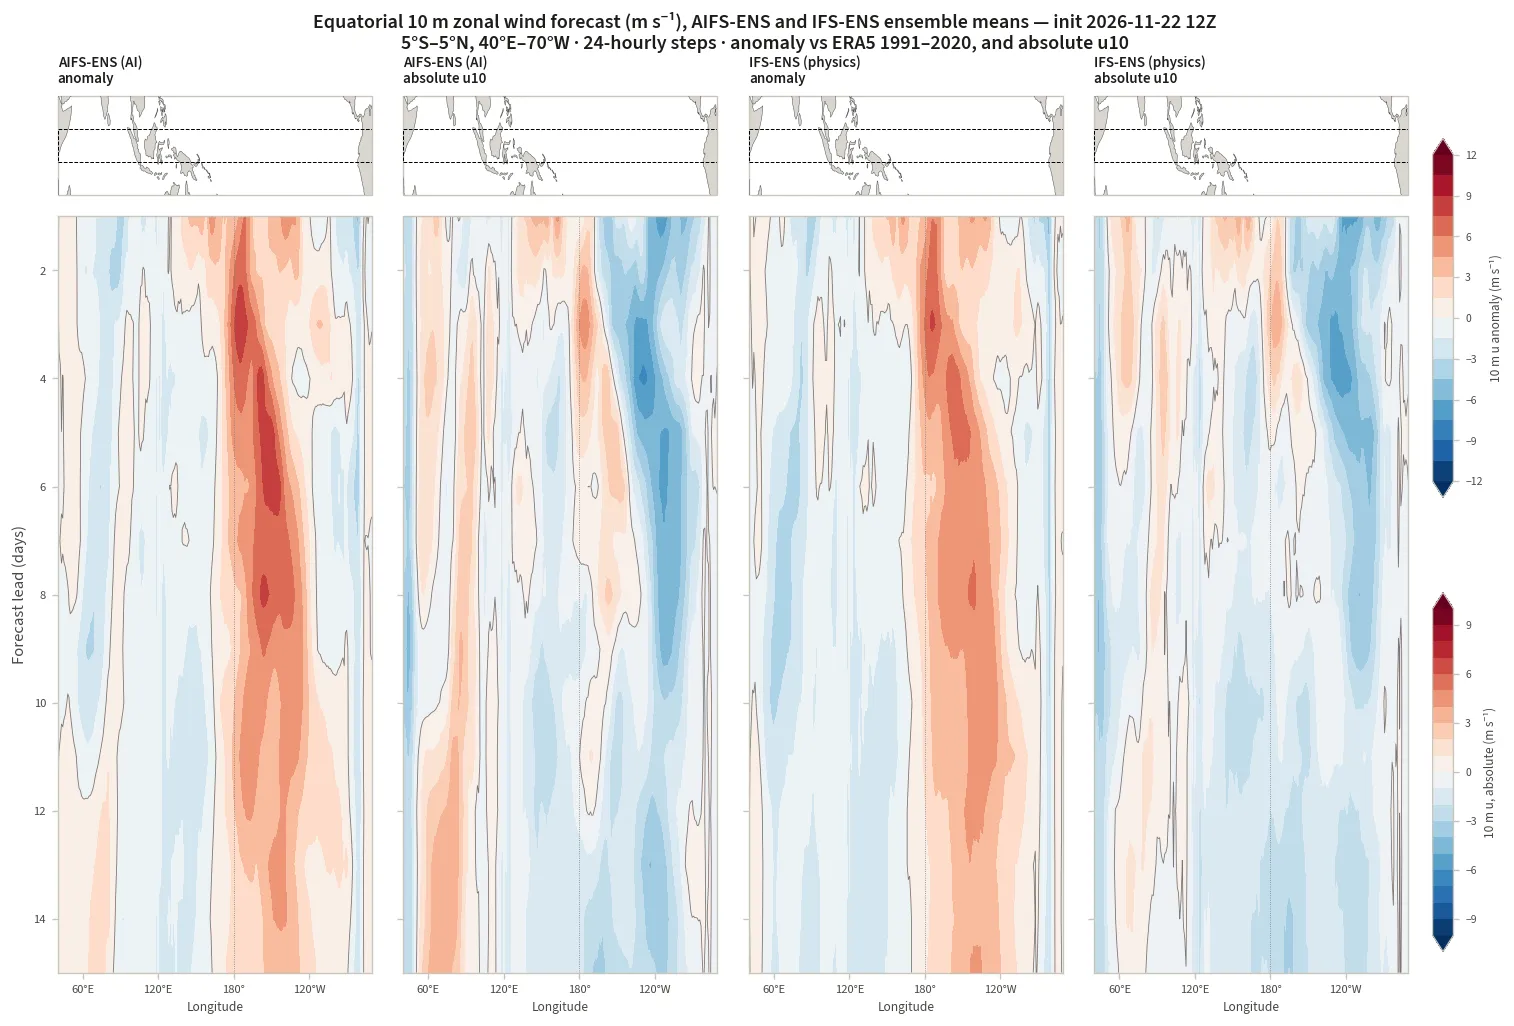 Equatorial 10 m zonal wind forecast (m s⁻¹), AIFS-ENS and IFS-ENS ensemble means — init 2026-11-22 12Z
5°S–5°N, 40°E–70°W · 24-hourly steps · anomaly vs ERA5 1991–2020, and absolute u10
AIFS-ENS (AI)
anomaly
AIFS-ENS (AI)
absolute u10
IFS-ENS (physics)
anomaly
IFS-ENS (physics)
absolute u10
Forecast lead (days)
2
4
6
8
10
12
14
60°E
120°E
180°
120°W
Longitude
60°E
120°E
180°
120°W
Longitude
60°E
120°E
180°
120°W
Longitude
60°E
120°E
180°
120°W
Longitude
12
9
6
3
0
−3
−6
−9
−12
10 m u anomaly (m s⁻¹)
9
6
3
0
−3
−6
−9
10 m u, absolute (m s⁻¹)